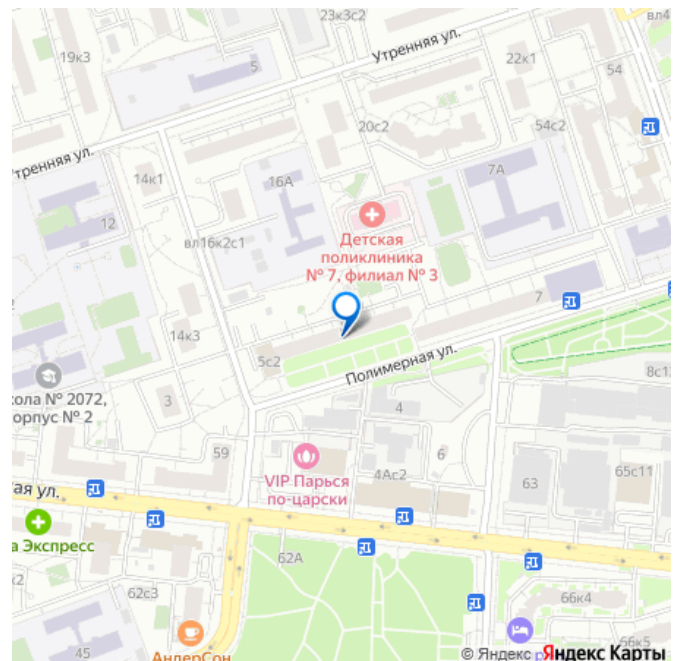 23к3с2
вл4
19к3
Утренняя ул.
22к1
54
5
20с2
54с2
Утренняя ул.
14к1
16А
7А
12
вл16к2с1
Детская
поликлиника
№ 7, филиал № 3
7
14к3
5с2
Полимерная ул.
8с1
кола № 2072,
орпус № 2
3
4
59
6
VIP Парься
по-царски
4Ас2
63
65с11
ая ул.
а Экспресс
62А
62с3
66к4
45
АндерСон
66к5
© Яндекс Яндекс Карты